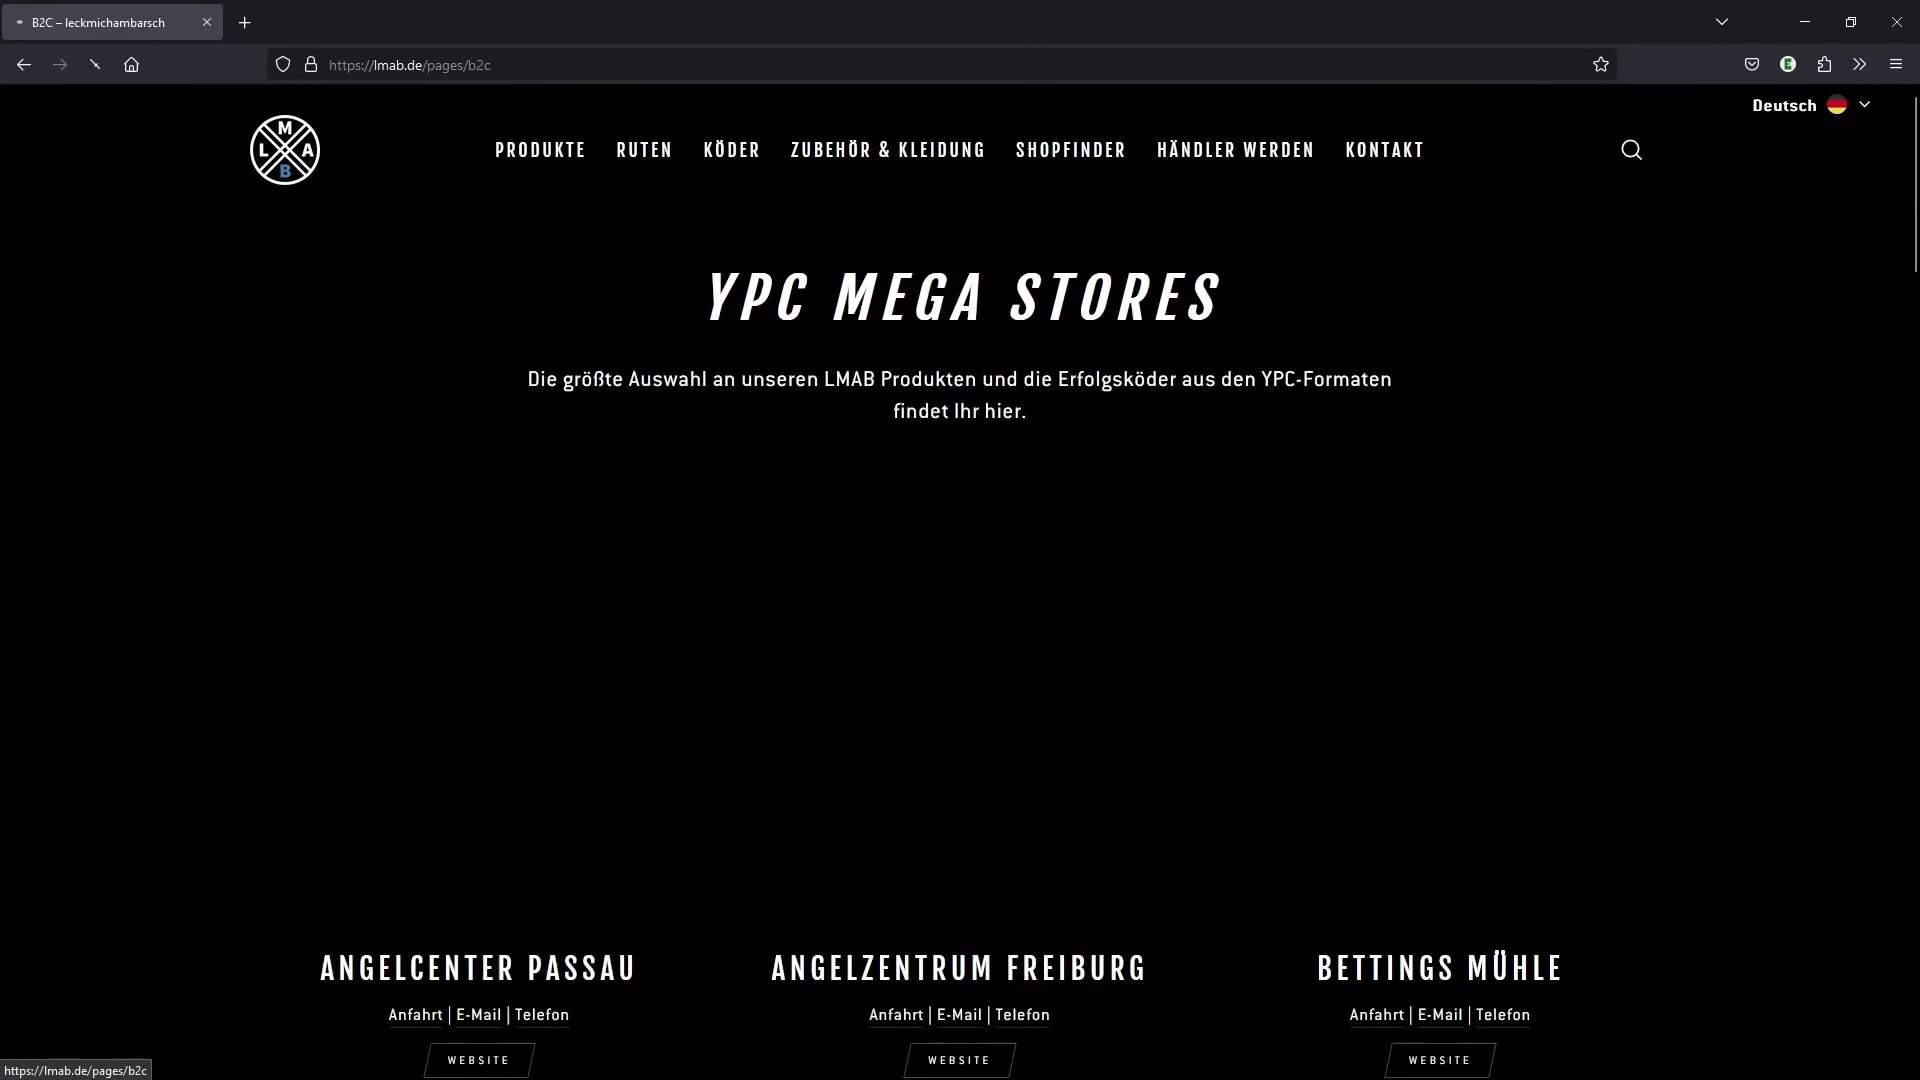 B2C – leckmichambarsch
https://lmab.de/pages/b2c
Deutsch
M
L A
B
PRODUKTE RUTEN KÖDER ZUBEHÖR & KLEIDUNG SHOPFINDER HÄNDLER WERDEN KONTAKT
YPC MEGA STORES
Die größte Auswahl an unseren LMAB Produkten und die Erfolgsköder aus den YPC-Formaten
findet Ihr hier.
ANGELCENTER PASSAU ANGELZENTRUM FREIBURG BETTINGS MÜHLE
Anfahrt | E-Mail | Telefon Anfahrt | E-Mail | Telefon Anfahrt | E-Mail | Telefon
WEBSITE WEBSITE WEBSITE
https://lmab.de/pages/b2c